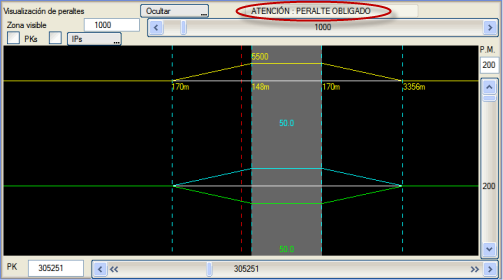 Visualización de peraltes
Ocultar ...
ATENCIÓN : PERALTE OBLIGADO
Zona visible 1000
< 1000 >
PKs IPs ...
P.M.
200
6500
170m 148m 170m 3356m
50.0
200
50.0
PK 305251 < << 305251 >> >